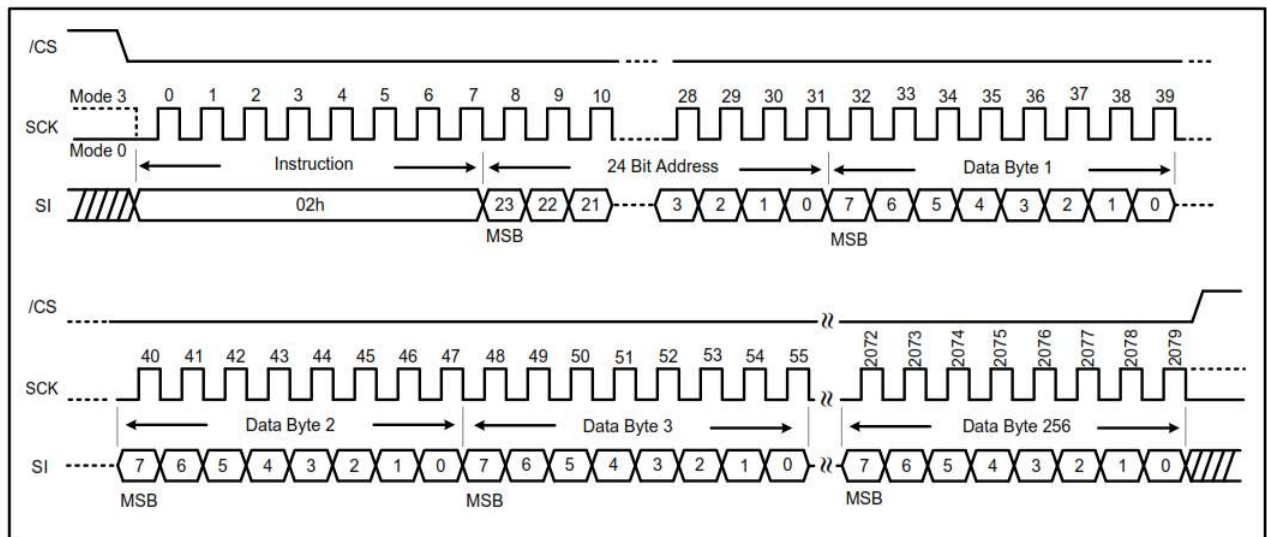 /CS
Mode 3 0 1 2 3 4 5 6 7 8 9 10 28 29 30 31 32 33 34 35 36 37 38 39
SCK
Mode 0
Instruction 24 Bit Address Data Byte 1
SI 02h 23 22 21 3 2 1 0 7 6 5 4 3 2 1 0
MSB MSB
/CS
40 41 42 43 44 45 46 47 48 49 50 51 52 53 54 55 2072 2073 2074 2075 2076 2077 2078 2079
SCK
Data Byte 2 Data Byte 3 Data Byte 256
SI 7 6 5 4 3 2 1 0 7 6 5 4 3 2 1 0 7 6 5 4 3 2 1 0
MSB MSB MSB